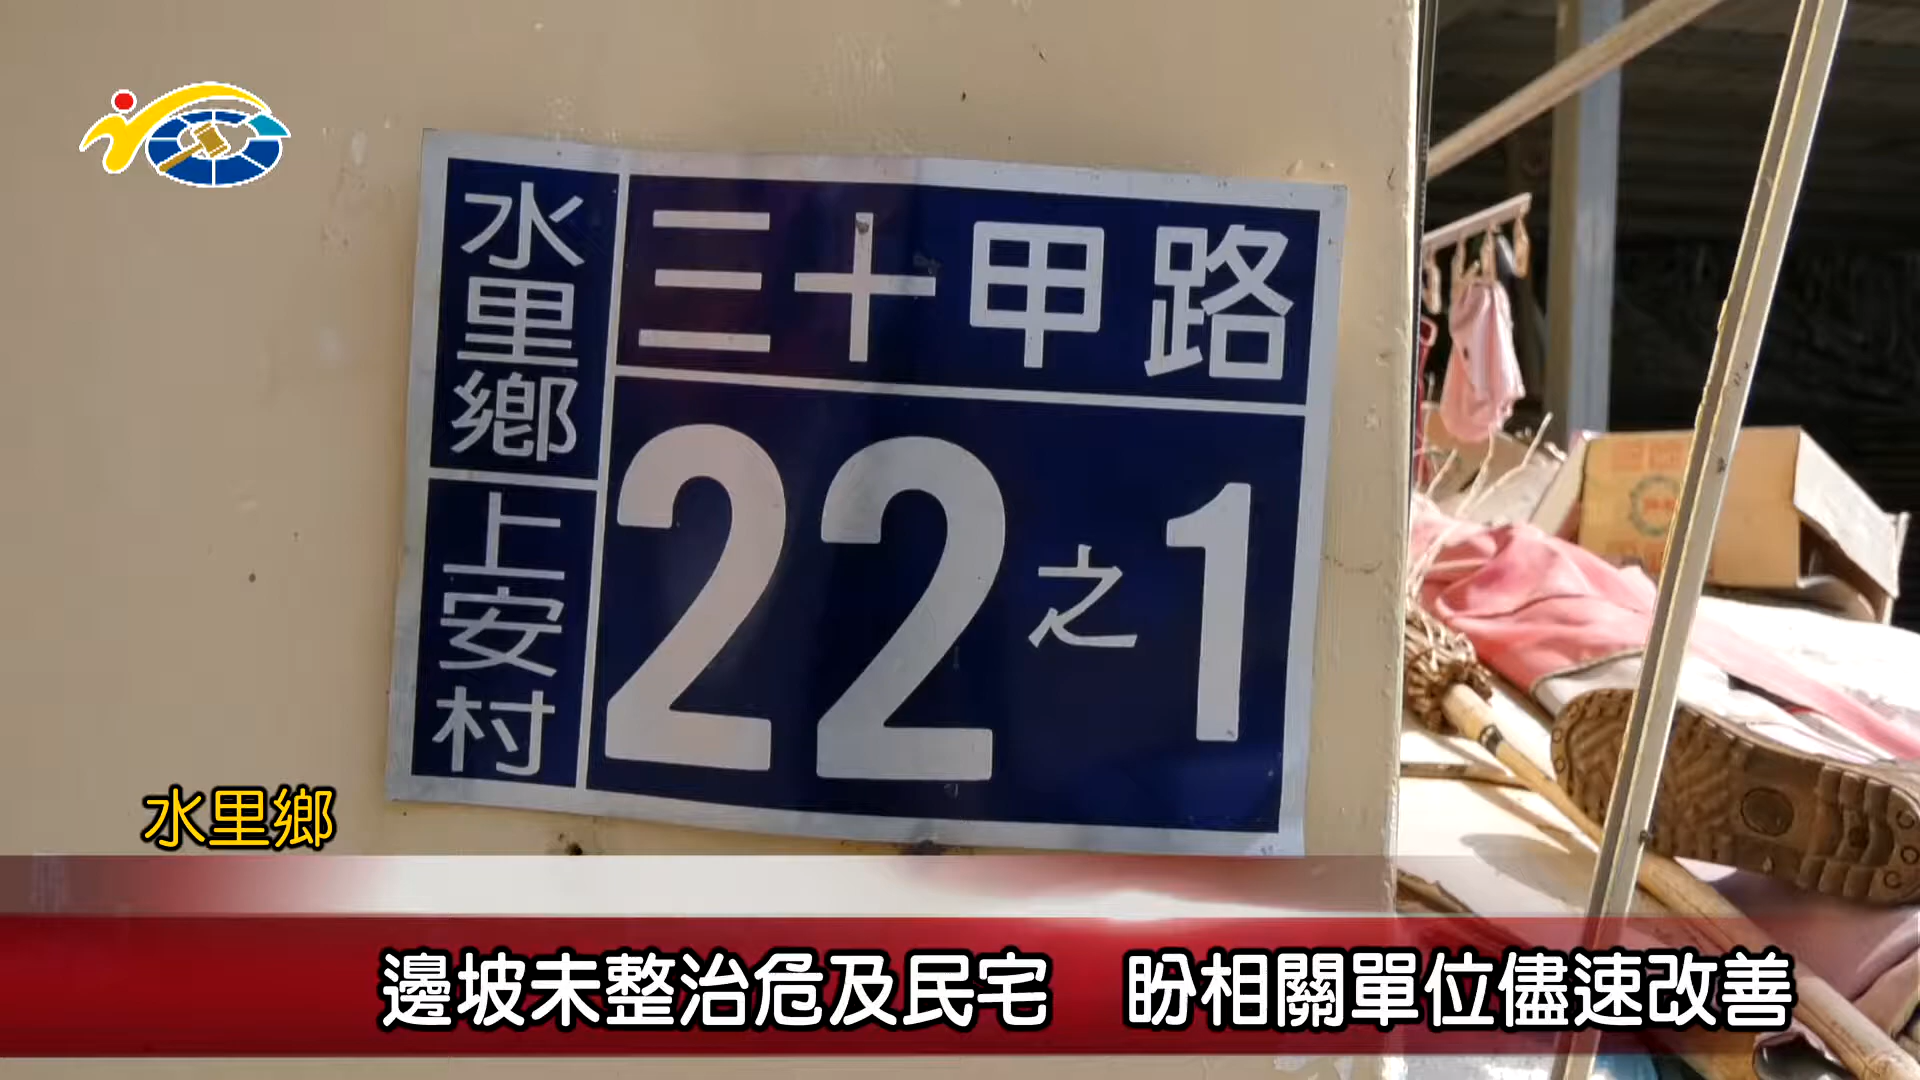 水里鄉
上安村
三十甲路
22之1
水里鄉
邊坡未整治危及民宅 盼相關單位儘速改善